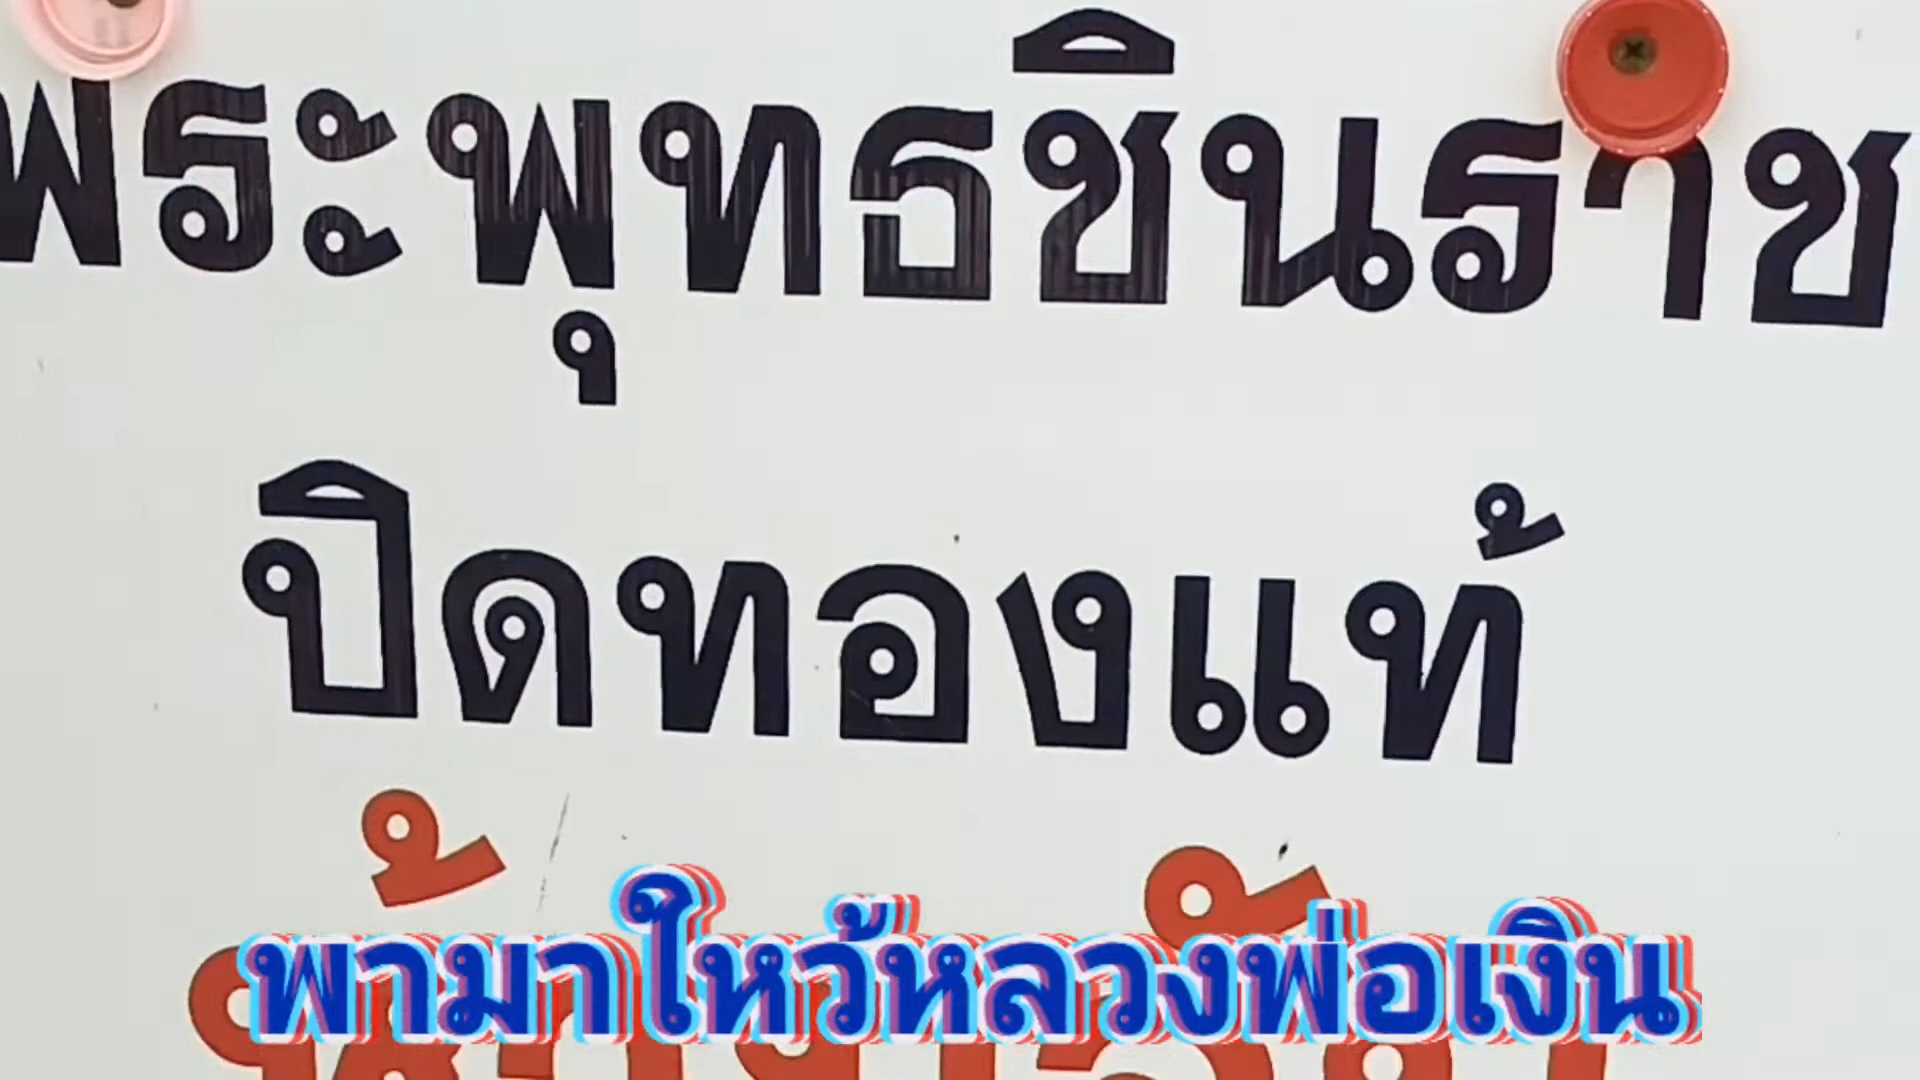 พระพุทธชินราช
ปิดทองแท้
พามาใหว้หลวงพ่อเงิน